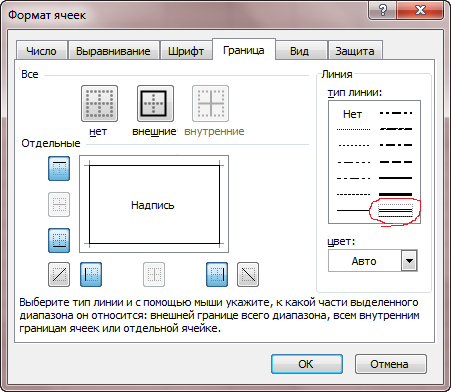 Формат ячеек
Число Выравнивание Шрифт Граница Вид Защита
Все
нет внешние внутренние
Отдельные
Надпись
Линия
тип линии:
Нет
цвет:
Авто
Выберите тип линии и с помощью мыши укажите, к какой части выделенного
диапазона он относится: внешней границе всего диапазона, всем внутренним
границам ячеек или отдельной ячейке.
ОК Отмена